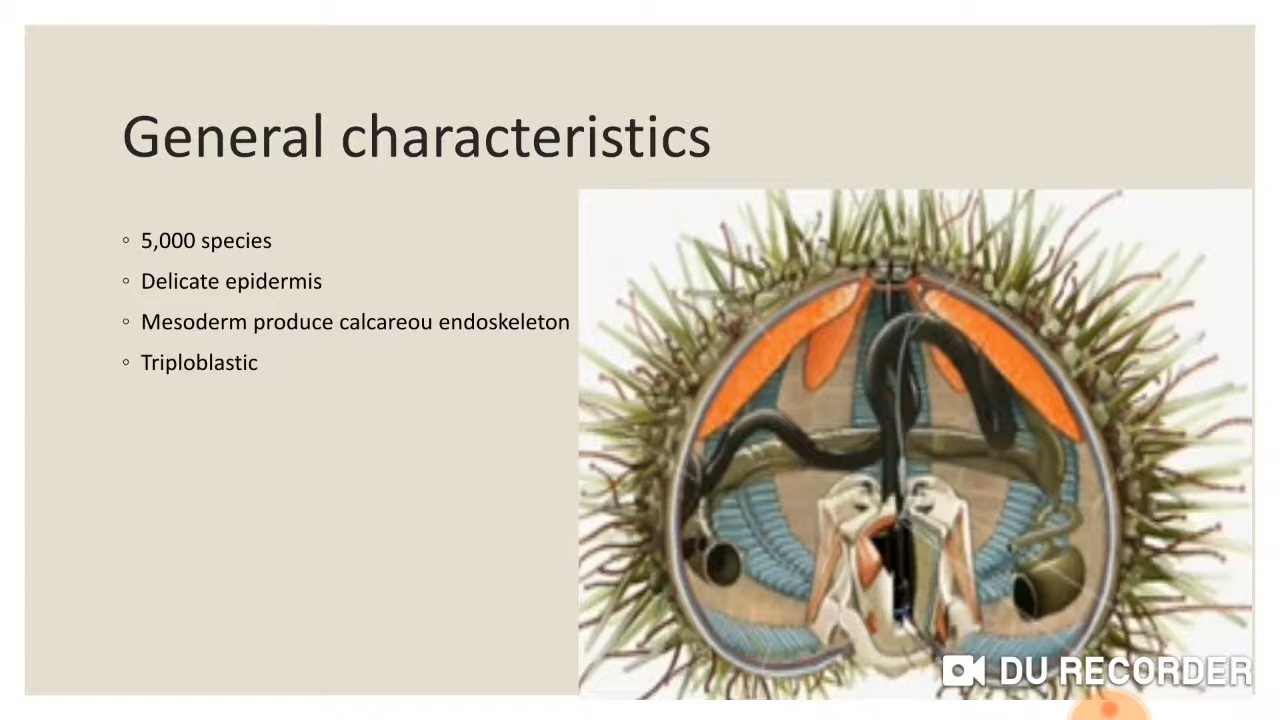 General characteristics
◦ 5,000 species
◦ Delicate epidermis
◦ Mesoderm produce calcareou endoskeleton
◦ Triploblastic
DU RECORDER